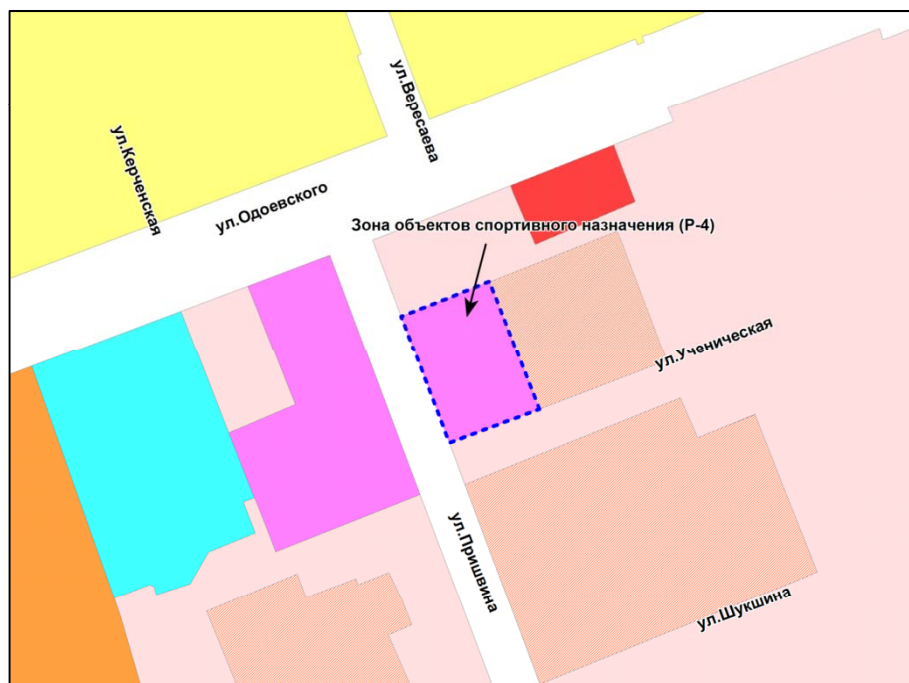 ул.Вересаева
ул.Керченская
ул.Одоевского
Зона объектов спортивного назначения (Р-4)
ул.Ученическая
ул.Пришвина
ул.Шукшина